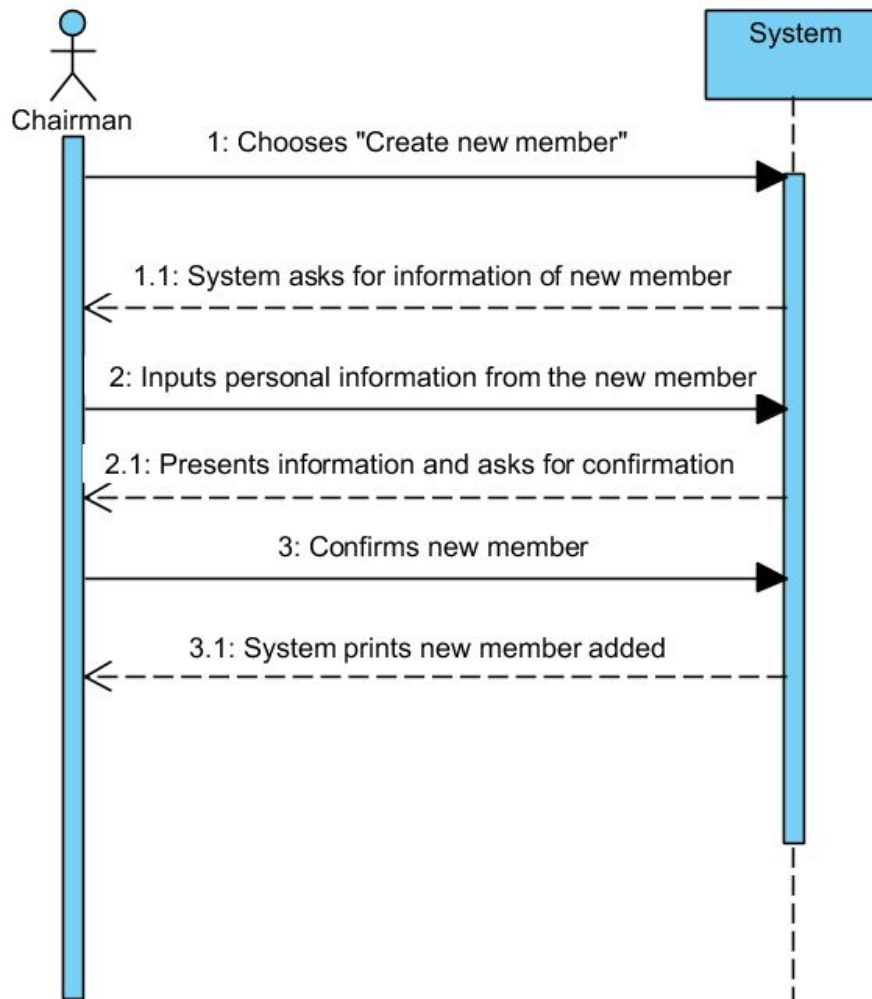 System
Chairman
1: Chooses "Create new member"
1.1: System asks for information of new member
2: Inputs personal information from the new member
2.1: Presents information and asks for confirmation
3: Confirms new member
3.1: System prints new member added